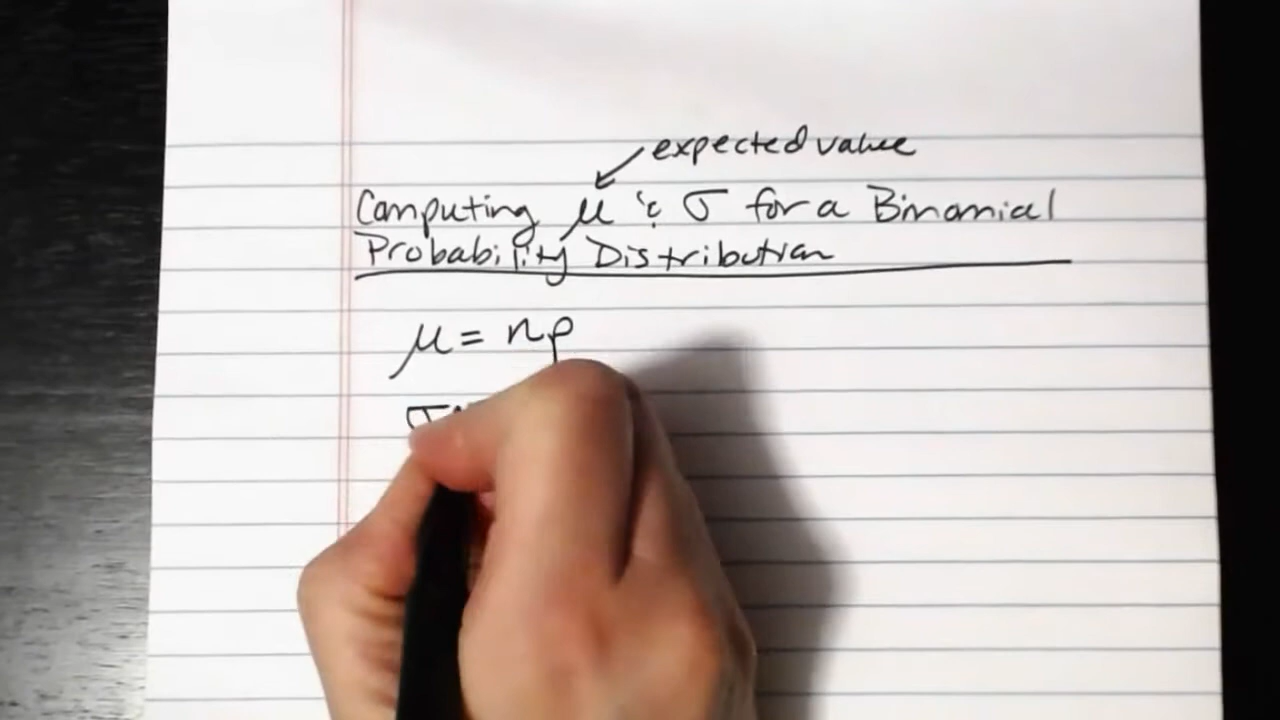 expected value
Computing μ & σ for a Binomial
Probability Distribution
μ = np
σ